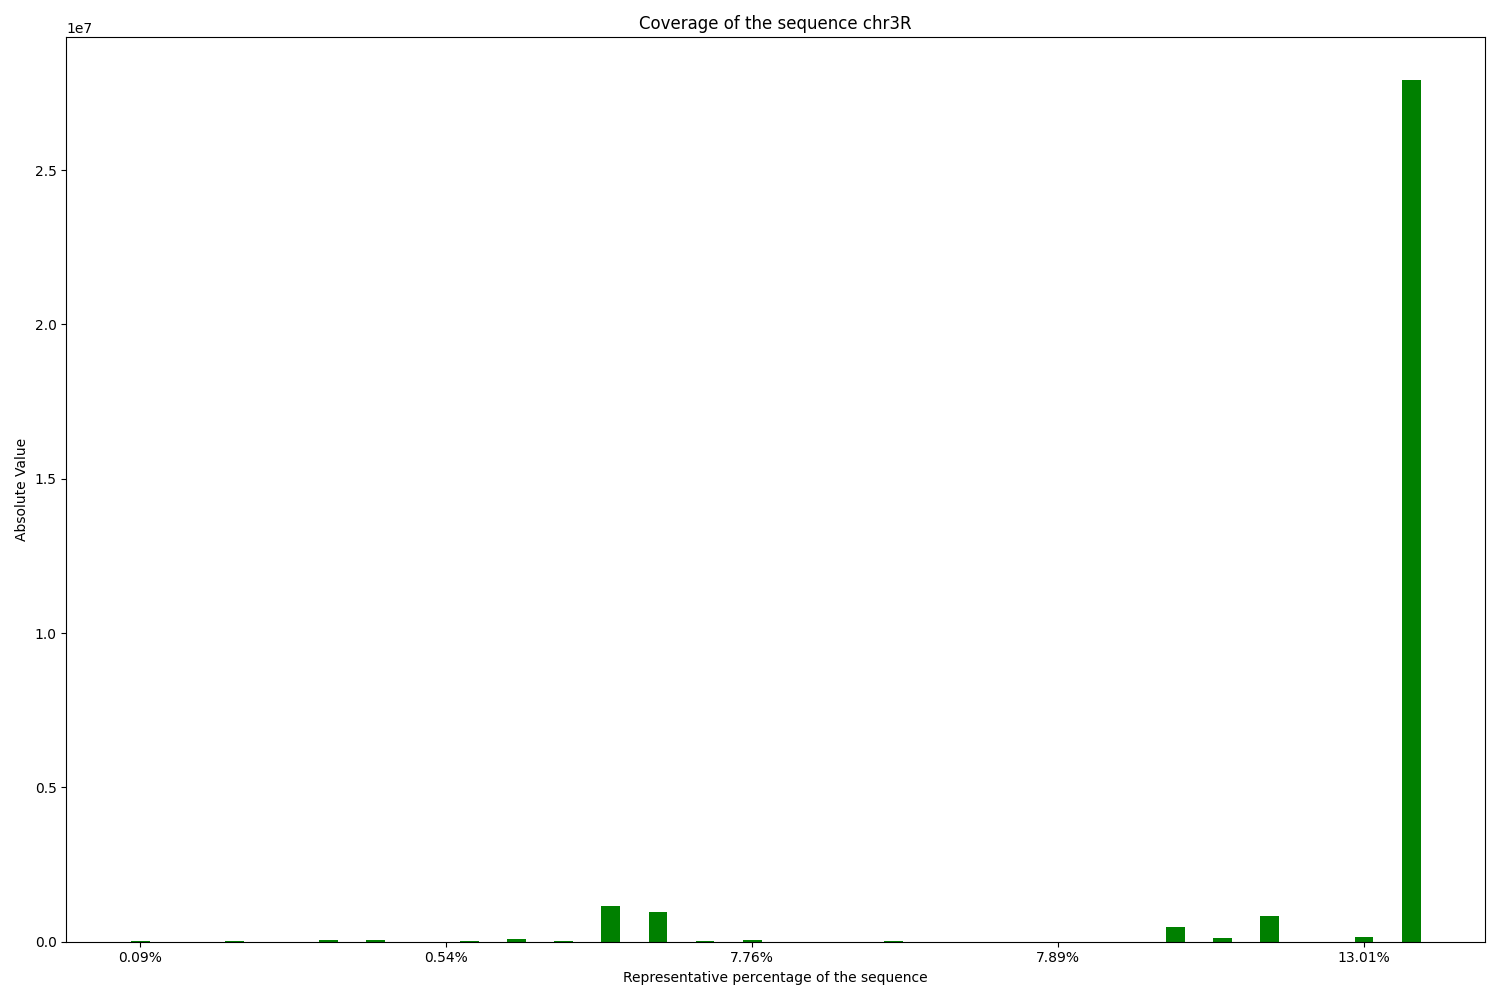 Coverage of the sequence chr3R
1e7
2.5
2.0
1.5
1.0
0.5
0.0
Absolute Value
0.09% 0.54% 7.76% 7.89% 13.01%
Representative percentage of the sequence